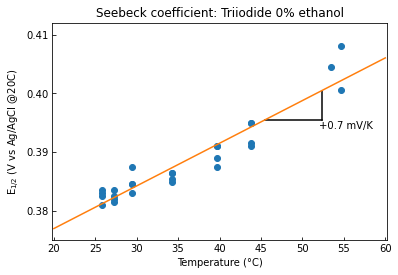 Seebeck coefficient: Triiodide 0% ethanol
0.41
0.40
0.39
0.38
E1/2 (V vs Ag/AgCl @20C)
+0.7 mV/K
20 25 30 35 40 45 50 55 60
Temperature (°C)